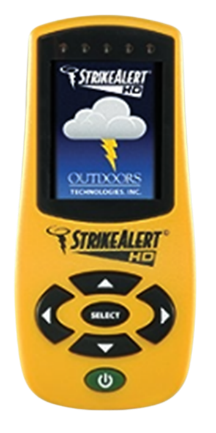 STRIKEALERT
HD
OUTDOORS
TECHNOLOGIES, INC.
STRIKEALERT©
HD
SELECT